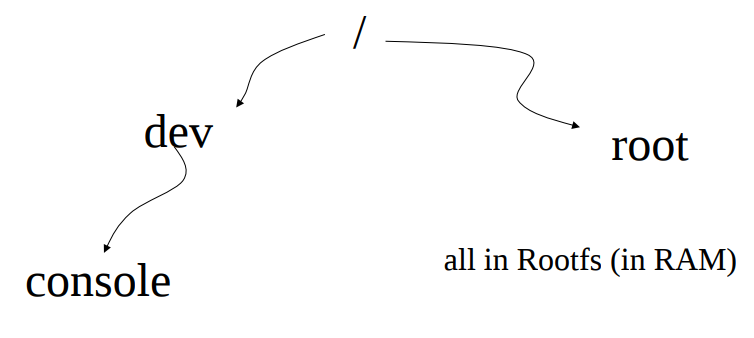 /
dev
root
all in Rootfs (in RAM)
console